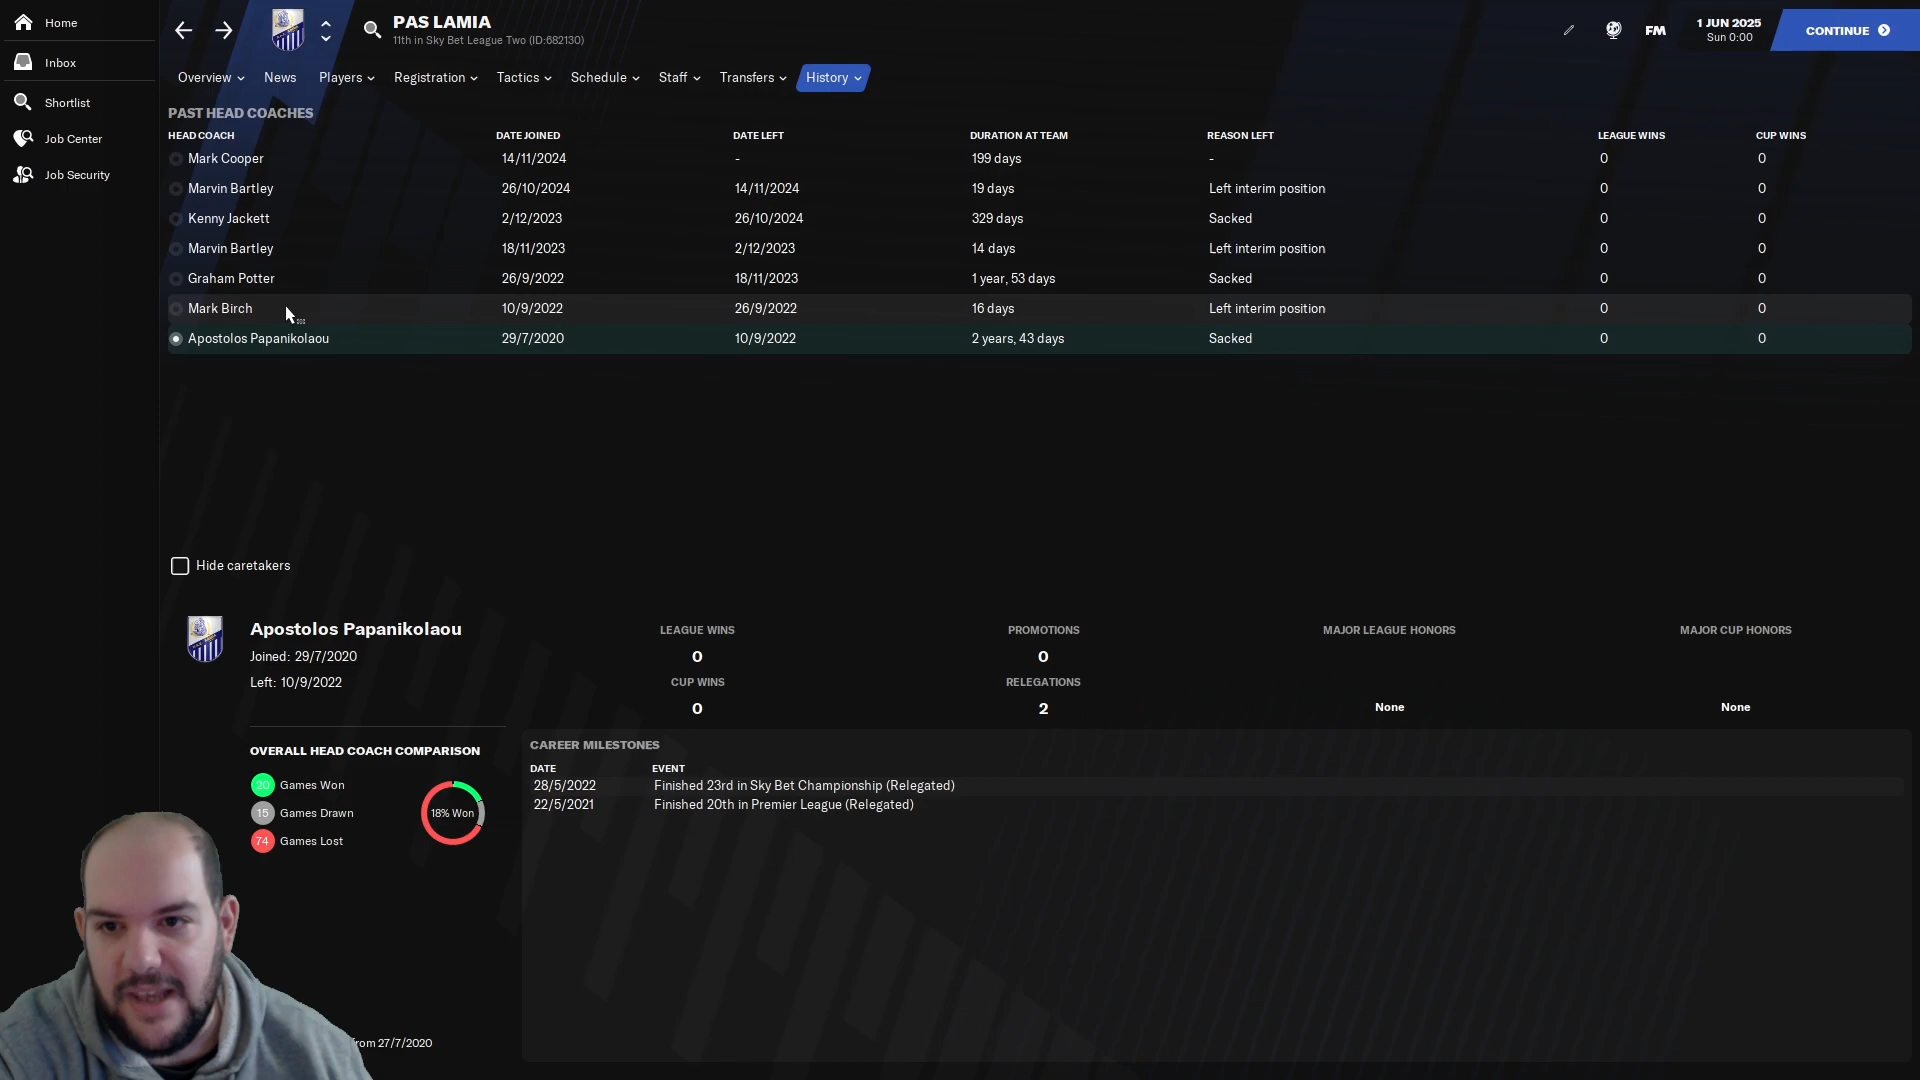 Home
Inbox
Shortlist
Job Center
Job Security
PAS LAMIA
11th in Sky Bet League Two (ID:682130)
FM
1 JUN 2025
Sun 0:00
CONTINUE
Overview News Players Registration Tactics Schedule Staff Transfers History
PAST HEAD COACHES
HEAD COACH DATE JOINED DATE LEFT DURATION AT TEAM REASON LEFT LEAGUE WINS CUP WINS
Mark Cooper 14/11/2024 - 199 days - 0 0
Marvin Bartley 26/10/2024 14/11/2024 19 days Left interim position 0 0
Kenny Jackett 2/12/2023 26/10/2024 329 days Sacked 0 0
Marvin Bartley 18/11/2023 2/12/2023 14 days Left interim position 0 0
Graham Potter 26/9/2022 18/11/2023 1 year, 53 days Sacked 0 0
Mark Birch 10/9/2022 26/9/2022 16 days Left interim position 0 0
Apostolos Papanikolaou 29/7/2020 10/9/2022 2 years, 43 days Sacked 0 0
Hide caretakers
Apostolos Papanikolaou
Joined: 29/7/2020
Left: 10/9/2022
LEAGUE WINS PROMOTIONS MAJOR LEAGUE HONORS MAJOR CUP HONORS
0 0
CUP WINS RELEGATIONS
0 2 None None
OVERALL HEAD COACH COMPARISON
20 Games Won
15 Games Drawn
74 Games Lost
18% Won
CAREER MILESTONES
DATE EVENT
28/5/2022 Finished 23rd in Sky Bet Championship (Relegated)
22/5/2021 Finished 20th in Premier League (Relegated)
from 27/7/2020